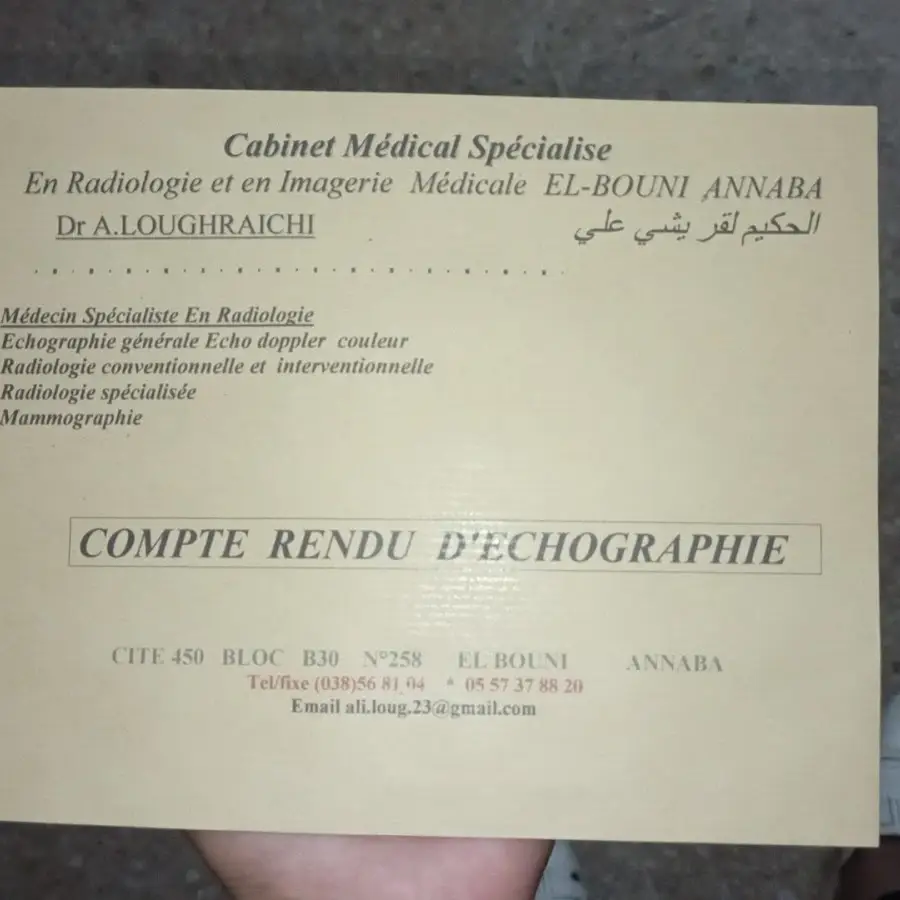 Cabinet Médical Spécialise
En Radiologie et en Imagerie Médicale EL-BOUNI ANNABA
Dr A.LOUGHRAICHI
الحكيم لقر يشي علي
Médecin Spécialiste En Radiologie
Echographie générale Echo doppler couleur
Radiologie conventionnelle et interventionnelle
Radiologie spécialisée
Mammographie
COMPTE RENDU D'ECHOGRAPHIE
CITE 450 BLOC B30 N°258 EL BOUNI ANNABA
Tel/fixe (038)56 81 04 * 05 57 37 88 20
Email ali.loug.23@gmail.com